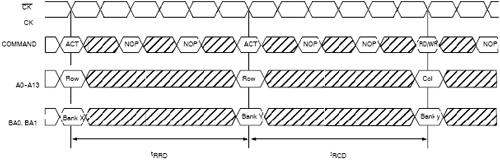 CK
CK
COMMAND ACT NOP NOP ACT NOP NOP RD/WR NOP
A0-A13 Row Row Col
BA0, BA1 Bank X Bank Y Bank y
tRRD tRCD